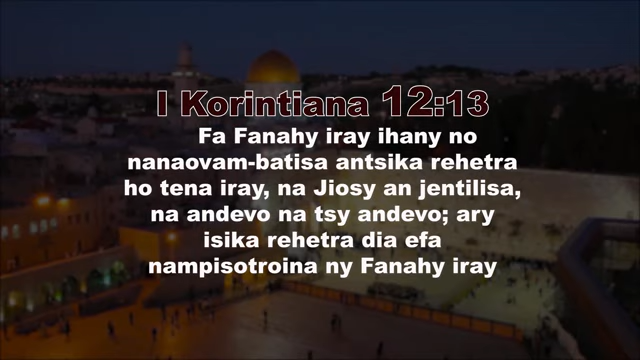 I Korintiana 12:13
Fa Fanahy iray ihany no
nanaovam-batisa antsika rehetra
ho tena iray, na Jiosy an jentilisa,
na andevo na tsy andevo; ary
isika rehetra dia efa
nampisotroina ny Fanahy iray